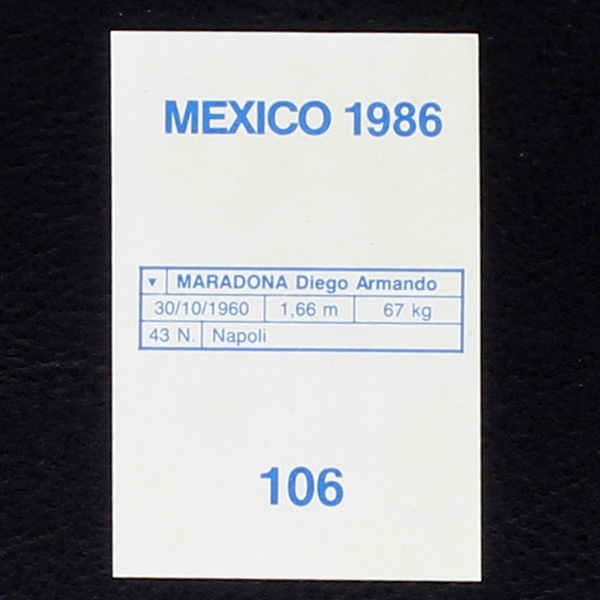 MEXICO 1986
▼ MARADONA Diego Armando
30/10/1960 1,66 m 67 kg
43 N. Napoli
106